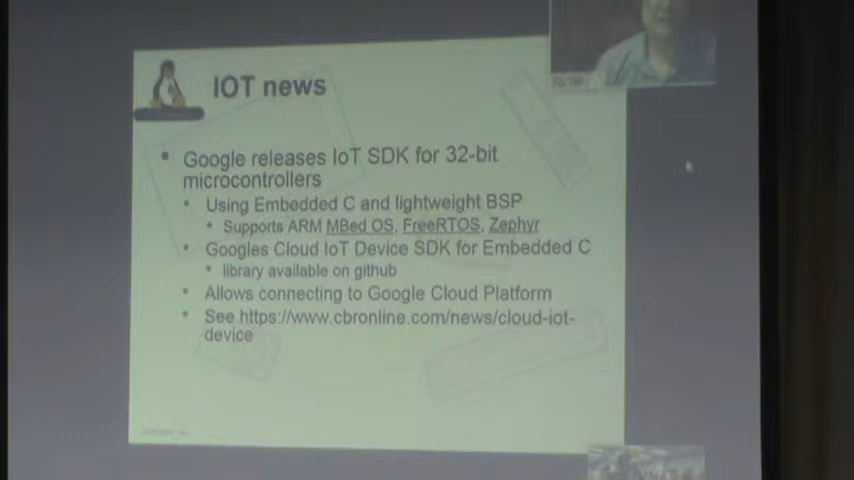 IOT news
• Google releases IoT SDK for 32-bit
microcontrollers
• Using Embedded C and lightweight BSP
• Supports ARM MBed OS, FreeRTOS, Zephyr
• Googles Cloud IoT Device SDK for Embedded C
• library available on github
• Allows connecting to Google Cloud Platform
• See https://www.cbronline.com/news/cloud-iot-
device